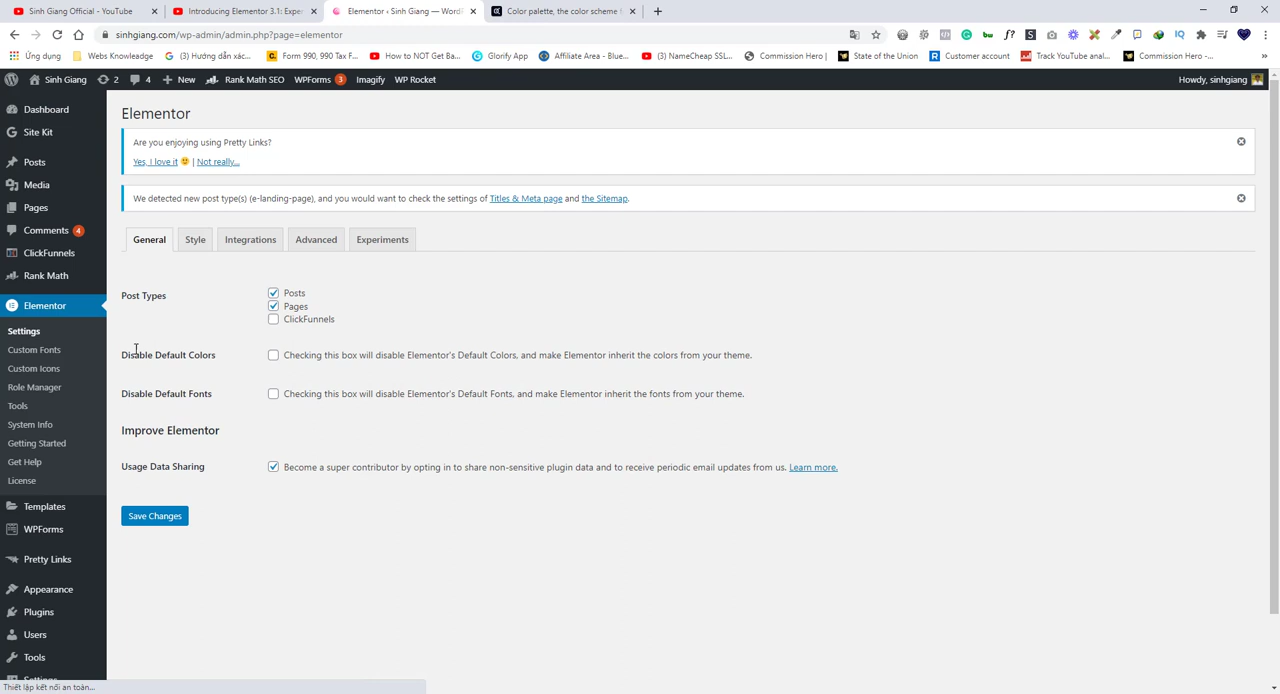 Sinh Giang Official - YouTube
Introducing Elementor 3.1: Exper
Elementor ‹ Sinh Giang — WordP
Color palette, the color scheme f
sinhgiang.com/wp-admin/admin.php?page=elementor
Ứng dụng
Webs Knowleadge
(3) Hướng dẫn xác...
Form 990, 990 Tax F...
How to NOT Get Ba...
Glorify App
Affiliate Area – Blue...
(3) NameCheap SSL...
Commission Hero |
State of the Union
Customer account
Track YouTube anal...
Commission Hero -...
Sinh Giang
2
4
New
Rank Math SEO
WPForms 3
Imagify
WP Rocket
Howdy, sinhgiang
Dashboard
Site Kit
Posts
Media
Pages
Comments 4
ClickFunnels
Rank Math
Elementor
Settings
Custom Fonts
Custom Icons
Role Manager
Tools
System Info
Getting Started
Get Help
License
Templates
WPForms
Pretty Links
Appearance
Plugins
Users
Tools
Elementor
Are you enjoying using Pretty Links?
Yes, I love it | Not really...
We detected new post type(s) (e-landing-page), and you would want to check the settings of Titles & Meta page and the Sitemap.
General
Style
Integrations
Advanced
Experiments
Post Types
Posts
Pages
ClickFunnels
Disable Default Colors
Checking this box will disable Elementor's Default Colors, and make Elementor inherit the colors from your theme.
Disable Default Fonts
Checking this box will disable Elementor's Default Fonts, and make Elementor inherit the fonts from your theme.
Improve Elementor
Usage Data Sharing
Become a super contributor by opting in to share non-sensitive plugin data and to receive periodic email updates from us. Learn more.
Save Changes
Thiết lập kết nối an toàn...